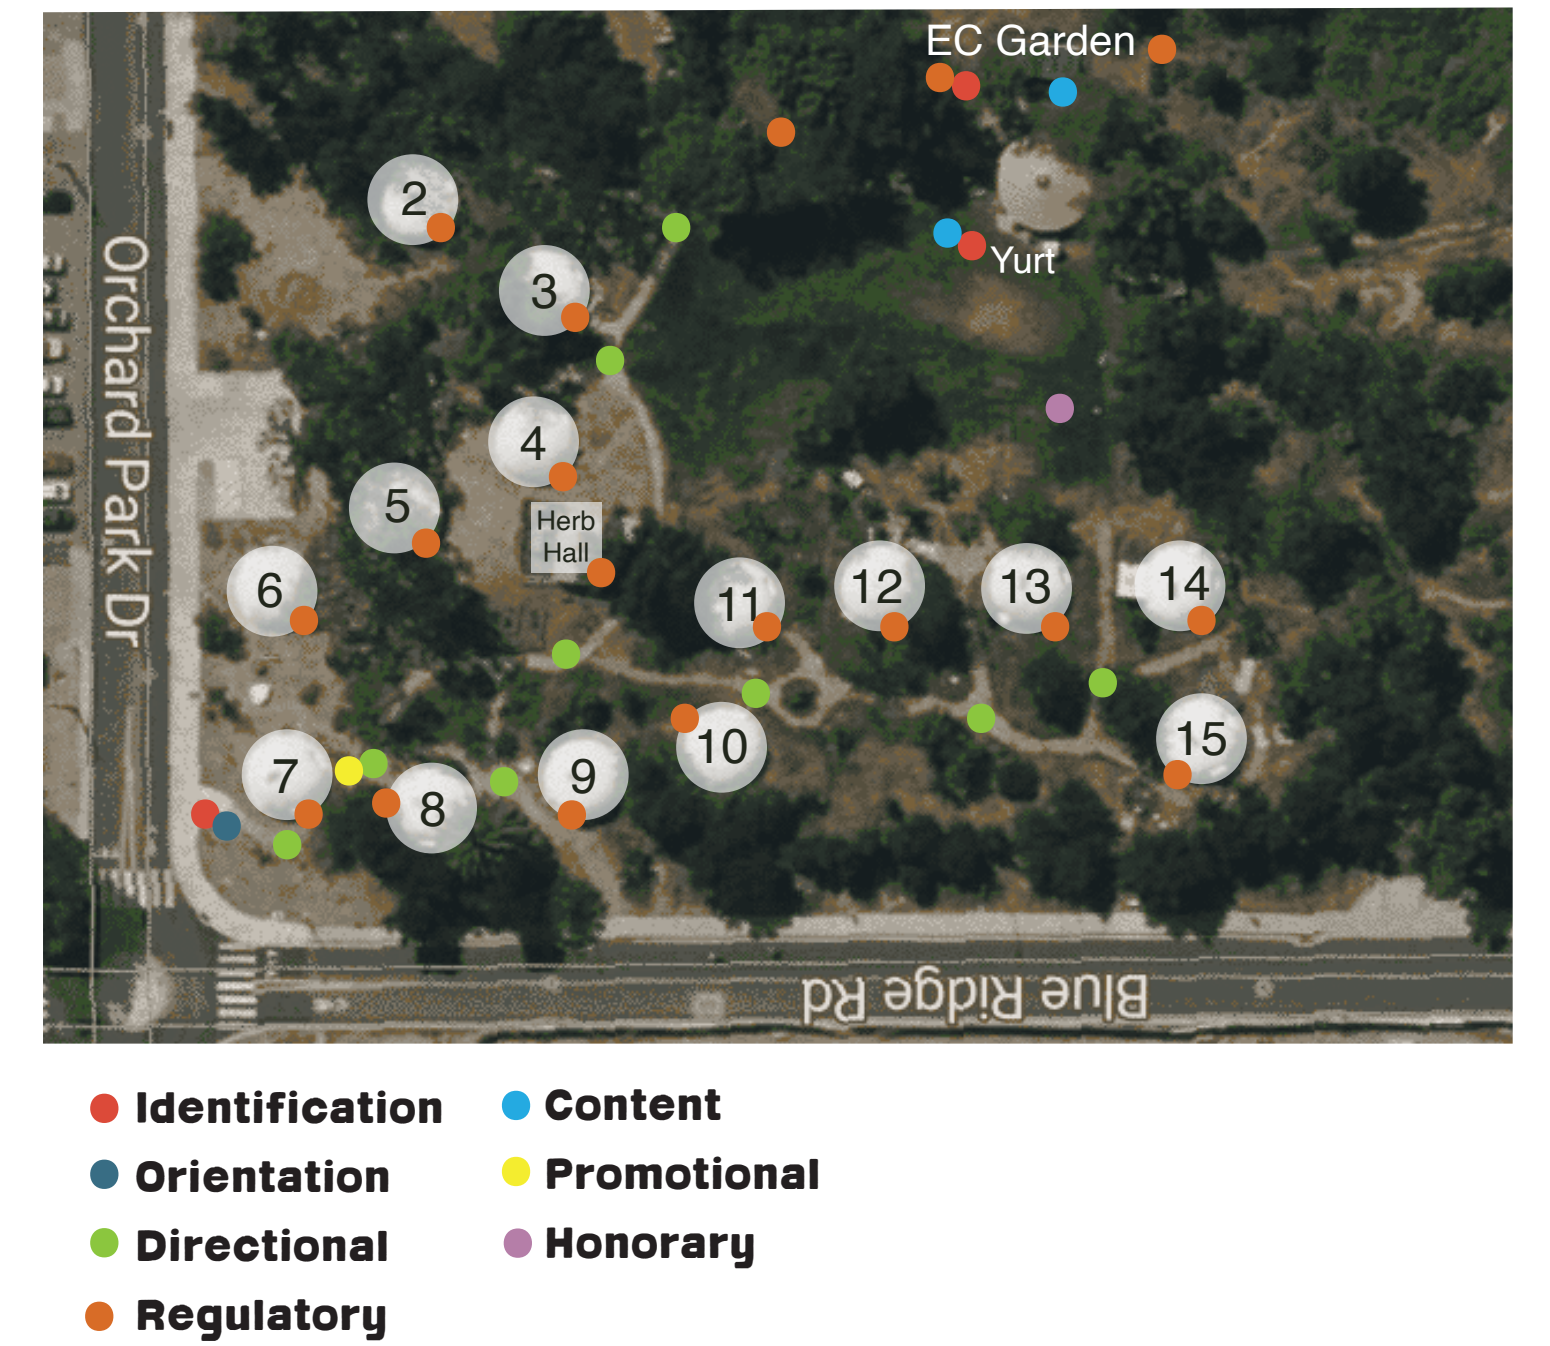 EC Garden
2
Yurt
3
Orchard Park Dr
4
5
Herb
Hall
6
11
12
13
14
7
8
9
10
15
Blue Ridge Rd
Identification
Orientation
Directional
Regulatory
Content
Promotional
Honorary